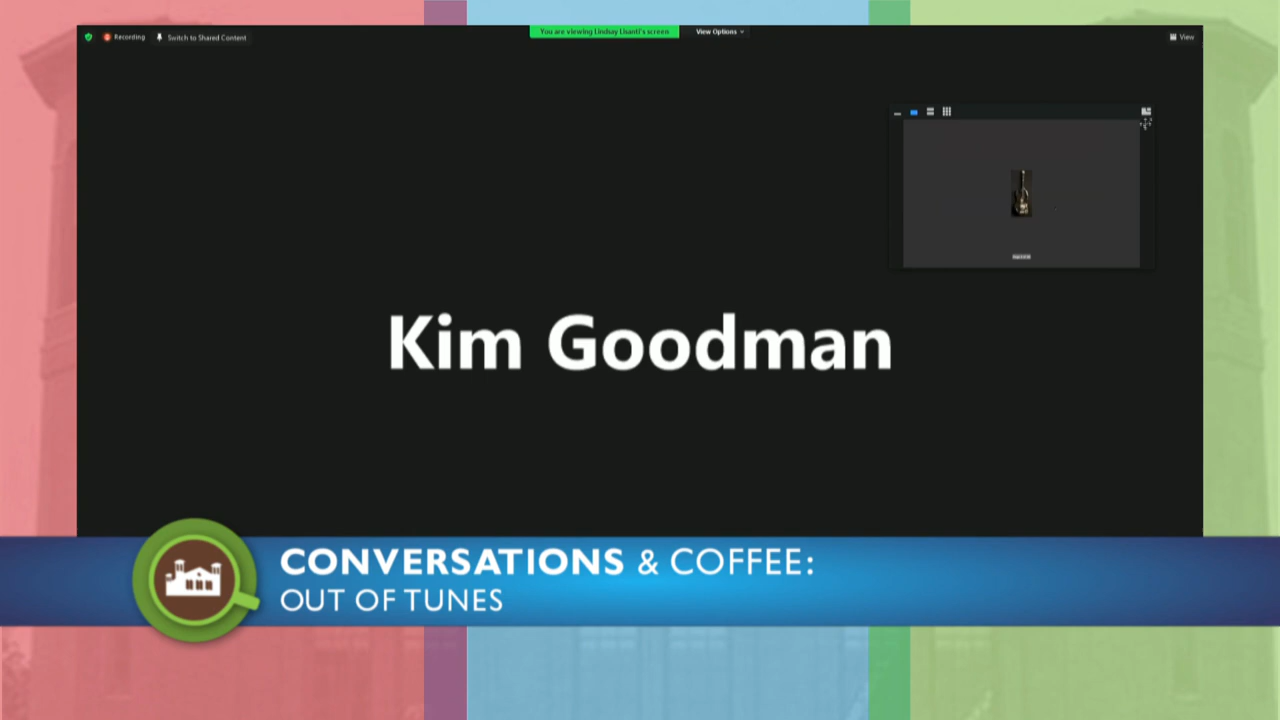 Recording
Switch to Shared Content
You are viewing Lindsay Lisanti's screen
View Options
View
Kim Goodman
CONVERSATIONS & COFFEE:
OUT OF TUNES